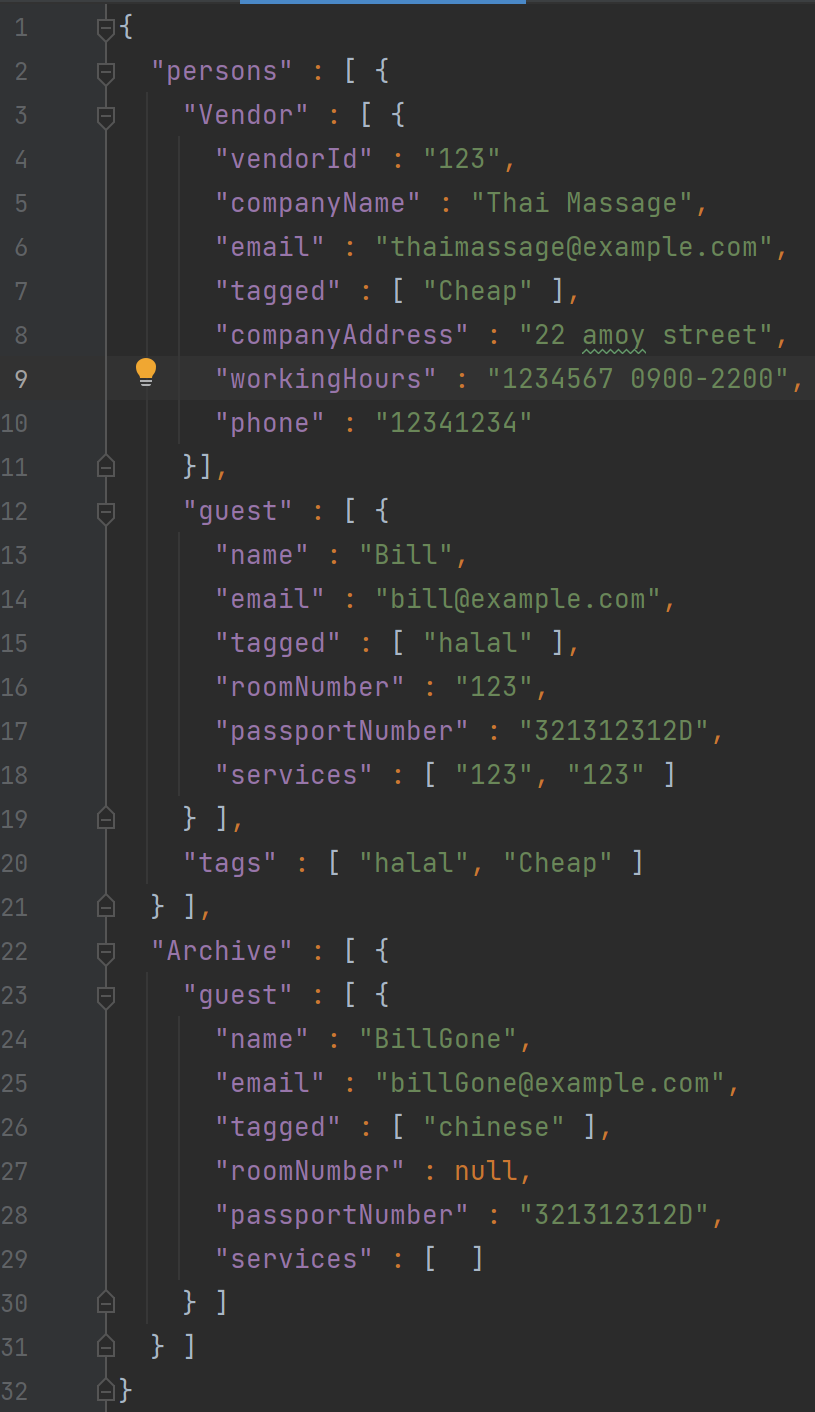 1 {
2 "persons" : [ {
3 "Vendor" : [ {
4 "vendorId" : "123",
5 "companyName" : "Thai Massage",
6 "email" : "thaimassage@example.com",
7 "tagged" : [ "Cheap" ],
8 "companyAddress" : "22 amoy street",
9 "workingHours" : "1234567 0900-2200",
10 "phone" : "12341234"
11 }],
12 "guest" : [ {
13 "name" : "Bill",
14 "email" : "bill@example.com",
15 "tagged" : [ "halal" ],
16 "roomNumber" : "123",
17 "passportNumber" : "321312312D",
18 "services" : [ "123", "123" ]
19 } ],
20 "tags" : [ "halal", "Cheap" ]
21 } ],
22 "Archive" : [ {
23 "guest" : [ {
24 "name" : "BillGone",
25 "email" : "billGone@example.com",
26 "tagged" : [ "chinese" ],
27 "roomNumber" : null,
28 "passportNumber" : "321312312D",
29 "services" : [  ]
30 } ]
31 } ]
32 }